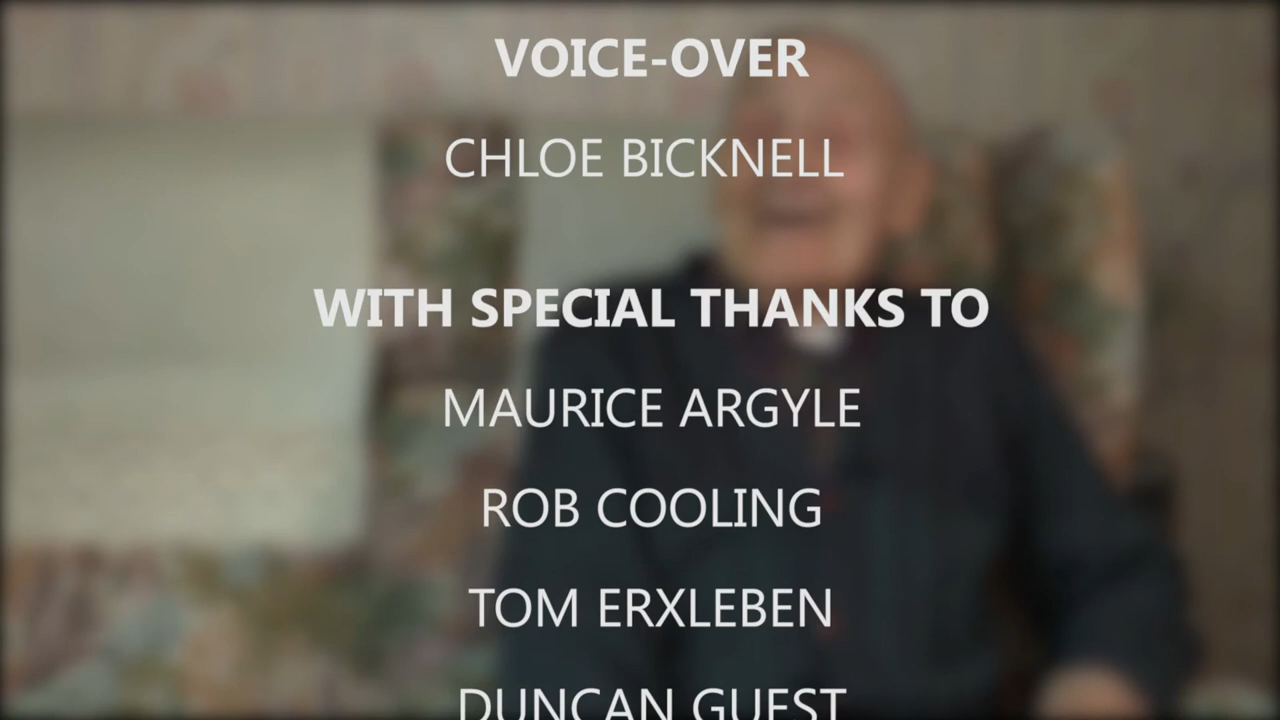 VOICE-OVER
CHLOE BICKNELL
WITH SPECIAL THANKS TO
MAURICE ARGYLE
ROB COOLING
TOM ERXLEBEN
DUNCAN GUEST